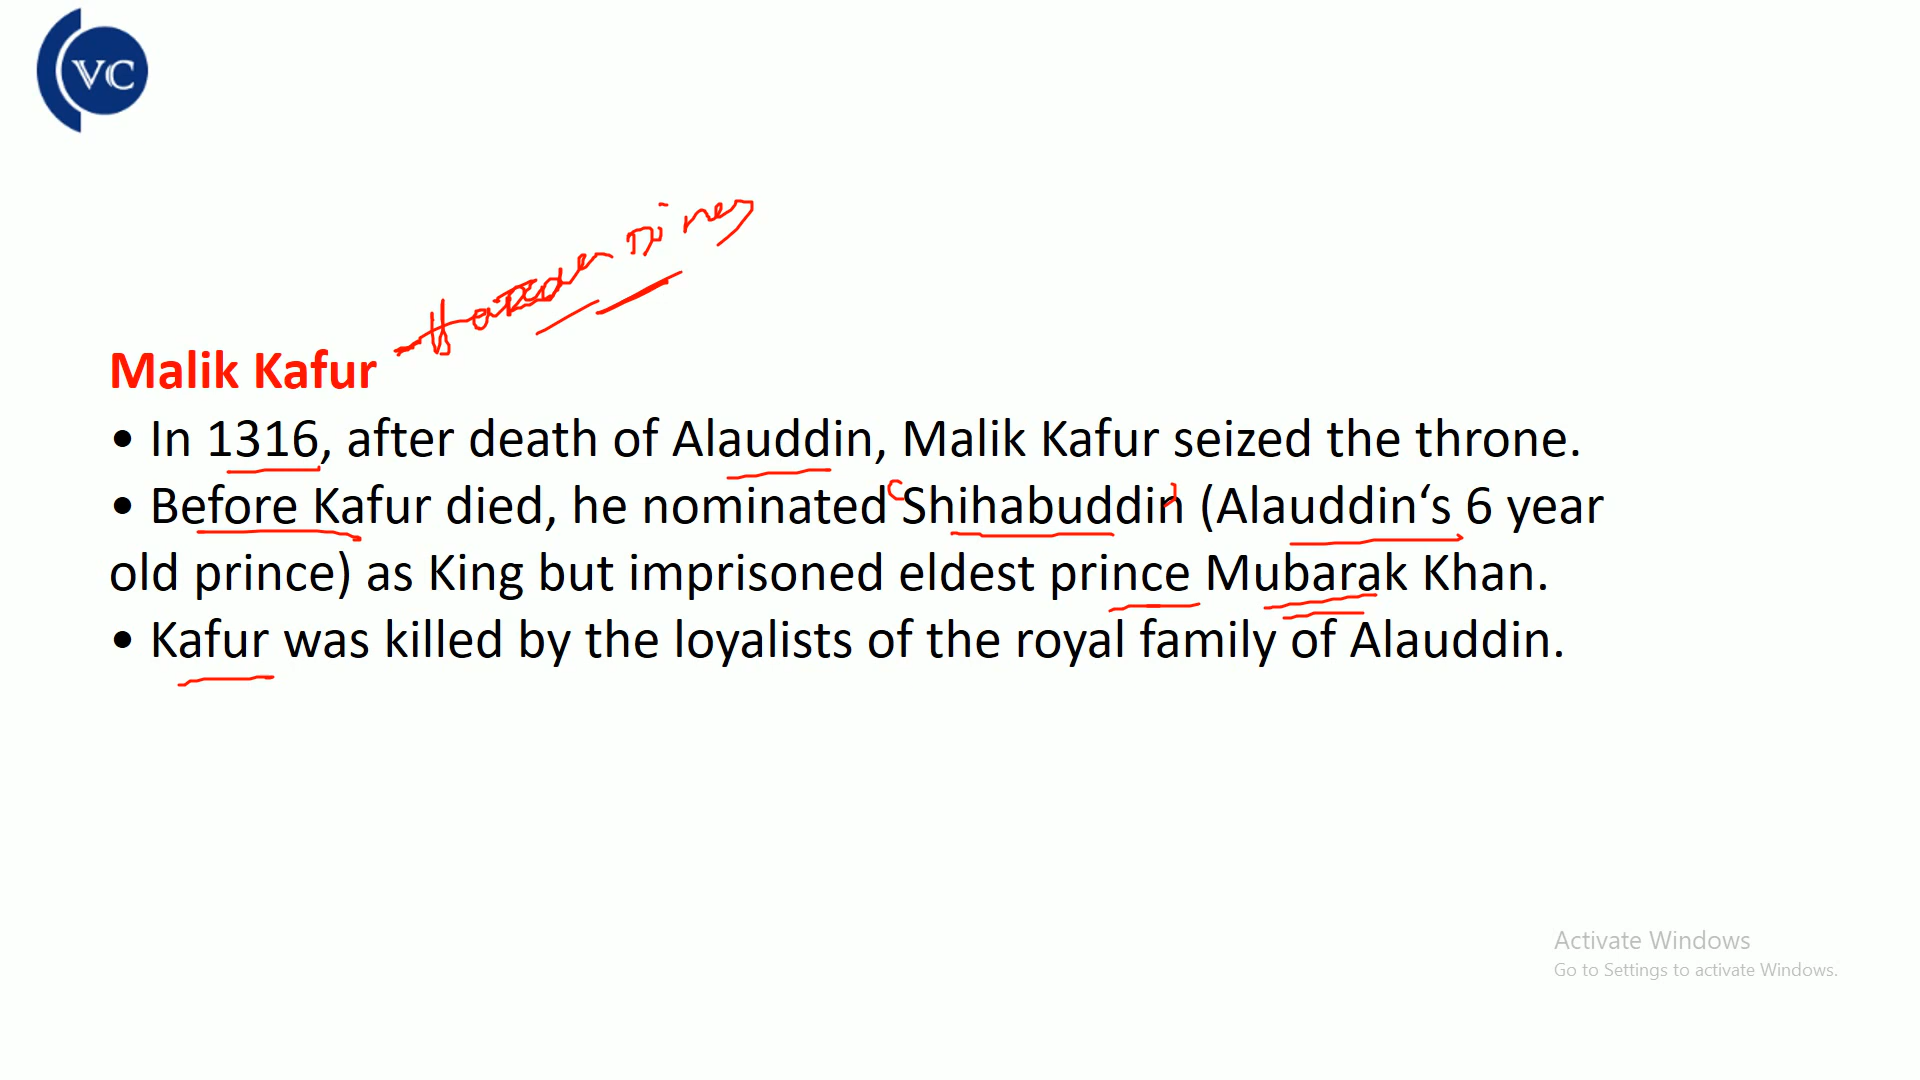 VC
Malik Kafur
• In 1316, after death of Alauddin, Malik Kafur seized the throne.
• Before Kafur died, he nominated Shihabuddin (Alauddin‘s 6 year
old prince) as King but imprisoned eldest prince Mubarak Khan.
• Kafur was killed by the loyalists of the royal family of Alauddin.
Activate Windows
Go to Settings to activate Windows.